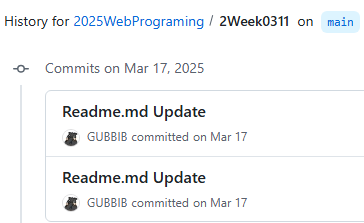 History for 2025WebPrograming / 2Week0311 on main
Commits on Mar 17, 2025
Readme.md Update
GUBBIB committed on Mar 17
Readme.md Update
GUBBIB committed on Mar 17